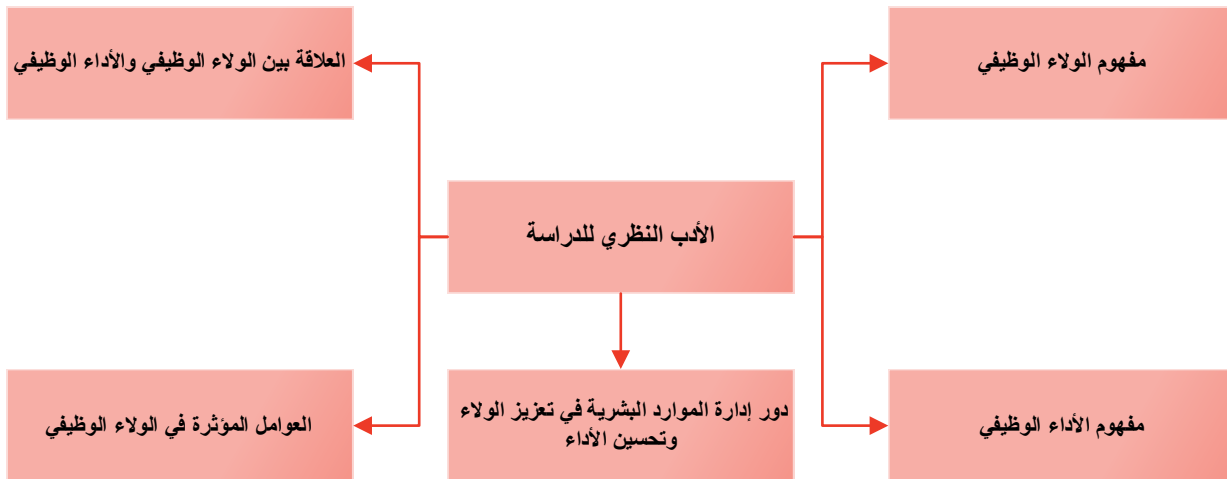 مفهوم الولاء الوظيفي
العلاقة بين الولاء الوظيفي والأداء الوظيفي
الأدب النظري للدراسة
مفهوم الأداء الوظيفي
دور إدارة الموارد البشرية في تعزيز الولاء
وتحسين الأداء
العوامل المؤثرة في الولاء الوظيفي